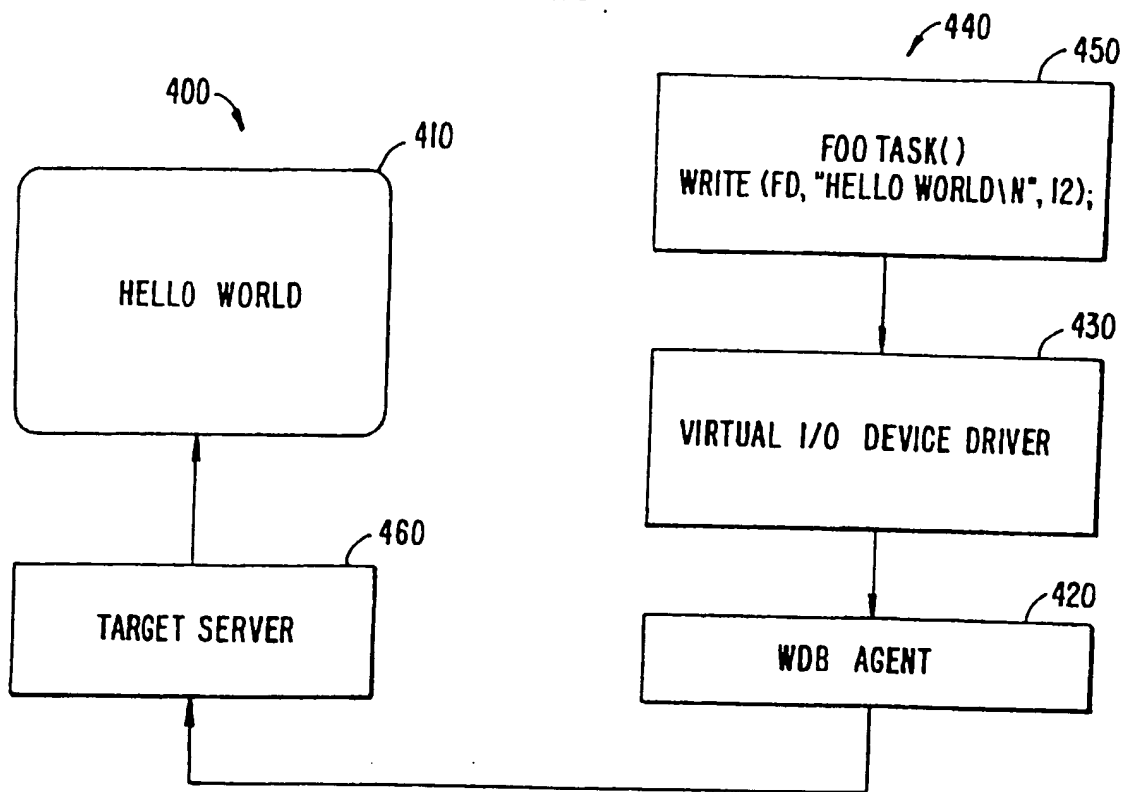 400
410
HELLO WORLD
460
TARGET SERVER
440
450
FOO TASK()
WRITE (FD, "HELLO WORLD\N", 12);
430
VIRTUAL I/O DEVICE DRIVER
420
WDB AGENT